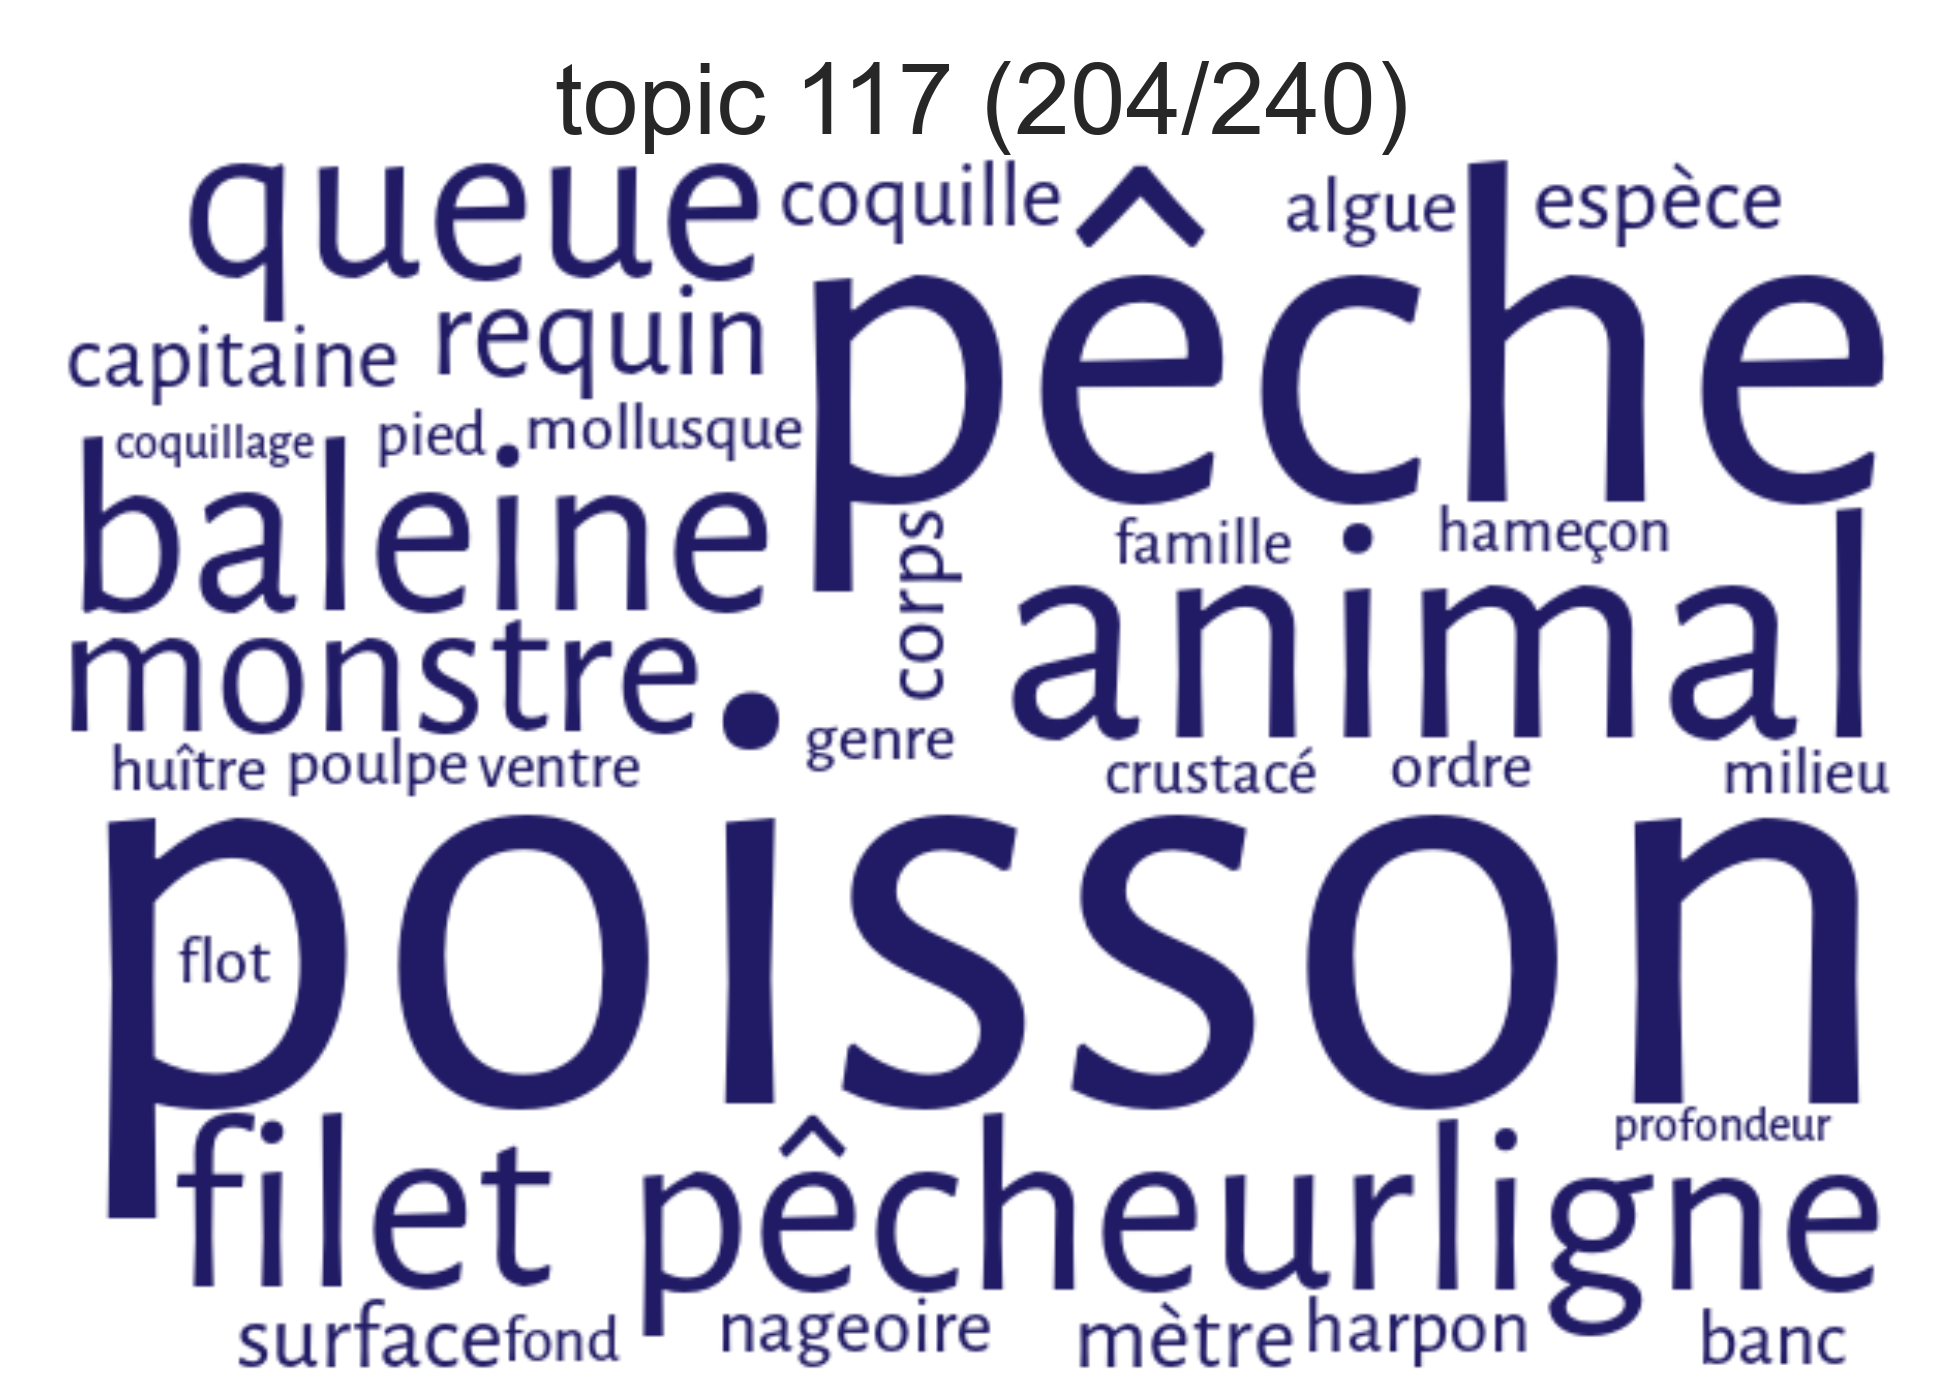 topic 117 (204/240)
queue coquille algue espèce
pêche
capitaine requin
coquillage pied mollusque
baleine
corps famille hameçon
monstre animal
genre
huître poulpe ventre crustacé ordre milieu
poisson
flot
profondeur
filet pêcheur ligne
surface fond nageoire mètre harpon banc